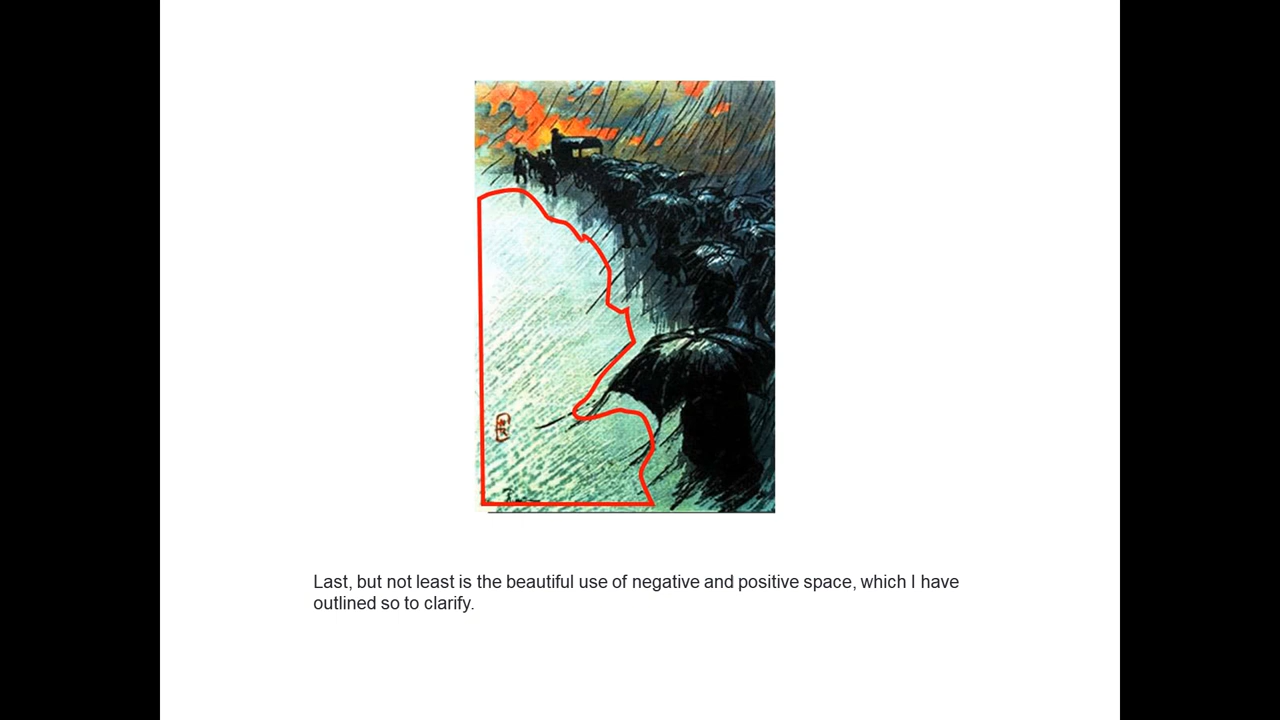 Last, but not least is the beautiful use of negative and positive space, which I have
outlined so to clarify.